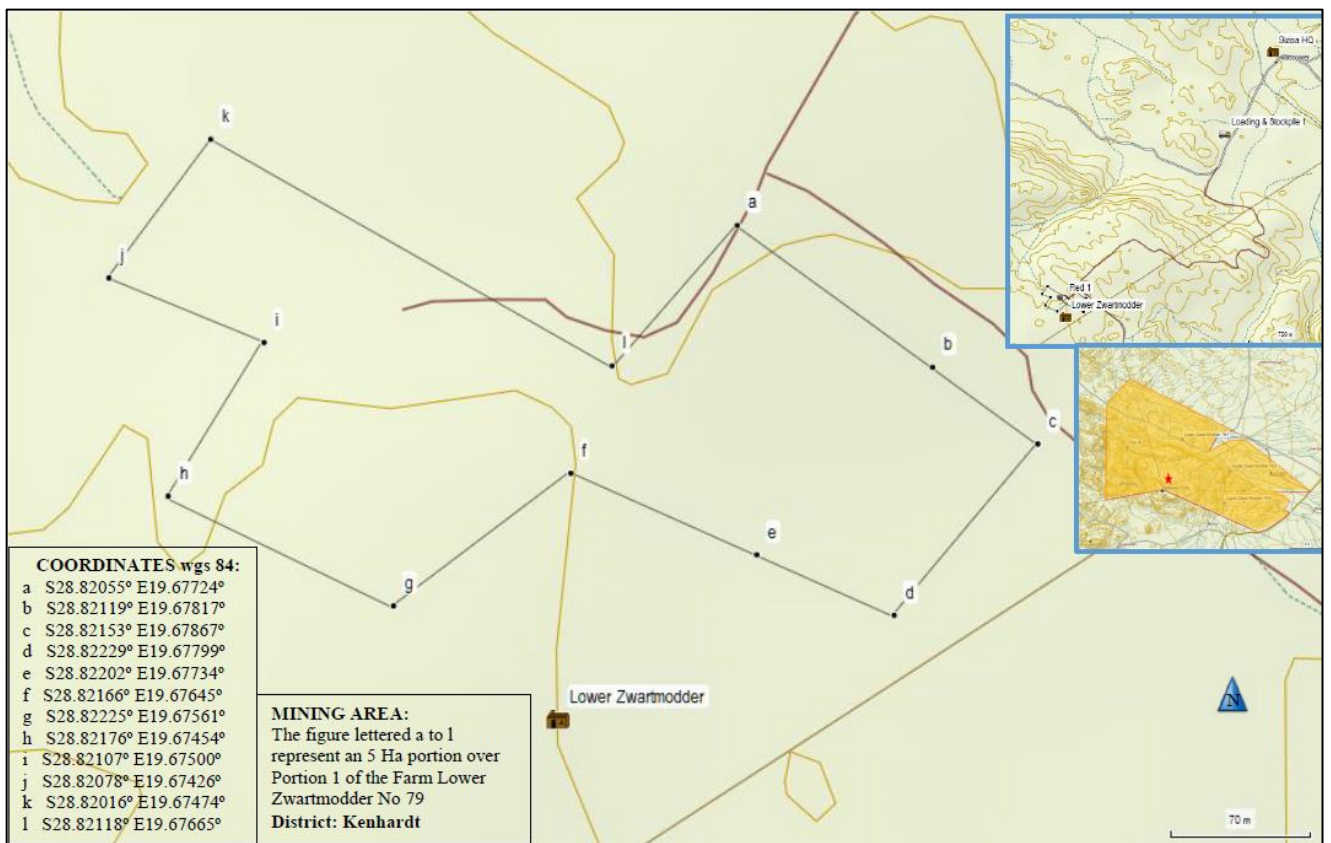 k
a
j
i
l
b
c
h
f
e
g
d
Lower Zwartmodder
N
70 m
Sizisa HQ
Loading & Stockpile 1
Red 1
Lower Zwartmodder
720 m
COORDINATES wgs 84:
a S28.82055º E19.67724º
b S28.82119º E19.67817º
c S28.82153º E19.67867º
d S28.82229º E19.67799º
e S28.82202º E19.67734º
f S28.82166º E19.67645º
g S28.82225º E19.67561º
h S28.82176º E19.67454º
i S28.82107º E19.67500º
j S28.82078º E19.67426º
k S28.82016º E19.67474º
l S28.82118º E19.67665º
MINING AREA:
The figure lettered a to l
represent an 5 Ha portion over
Portion 1 of the Farm Lower
Zwartmodder No 79
District: Kenhardt